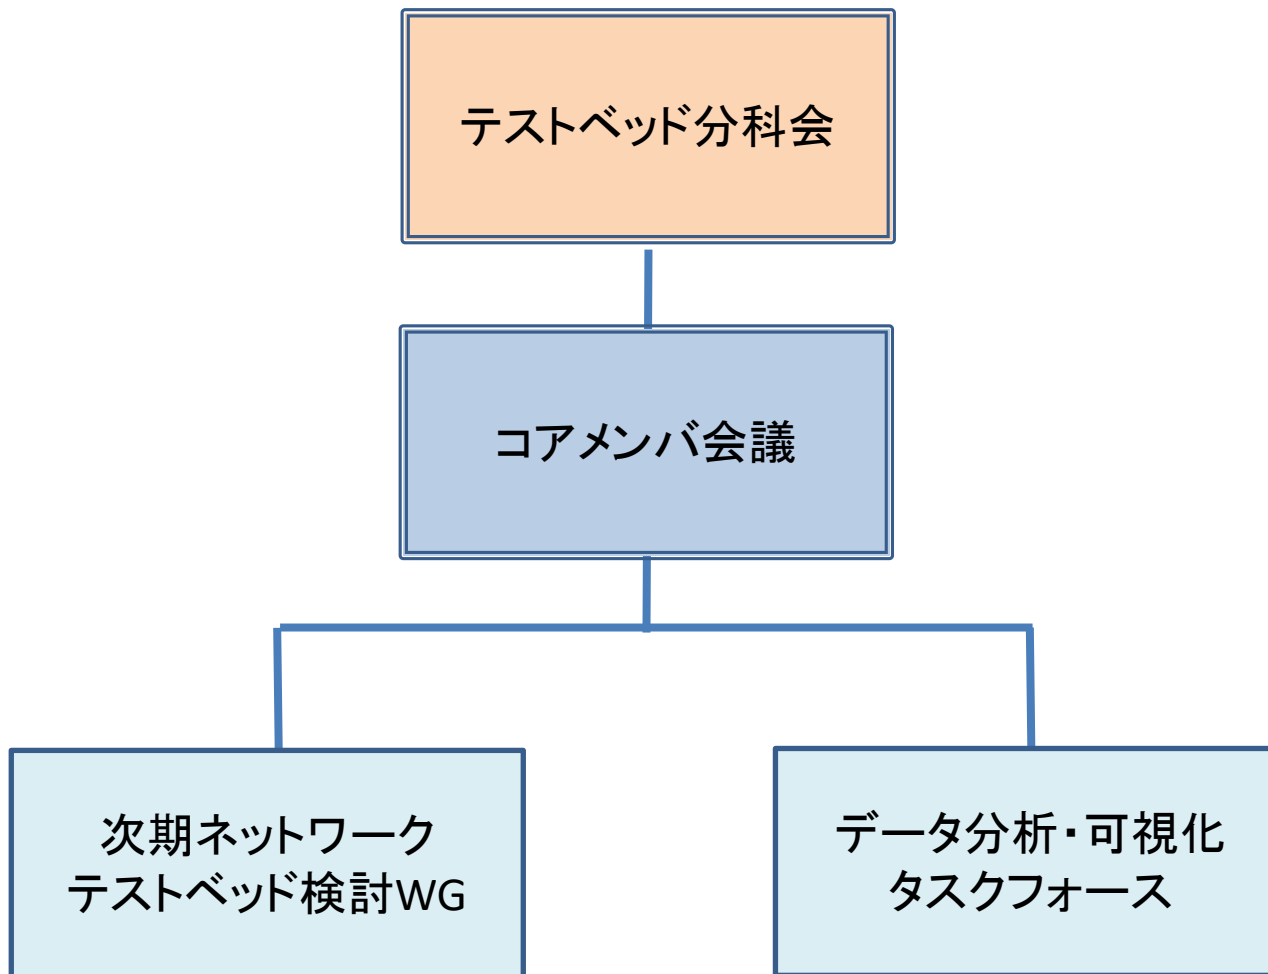 テストベッド分科会
コアメンバ会議
次期ネットワーク
テストベッド検討WG
データ分析・可視化
タスクフォース